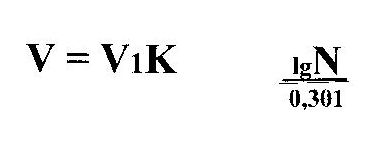 V = V1K
lgN
0,301